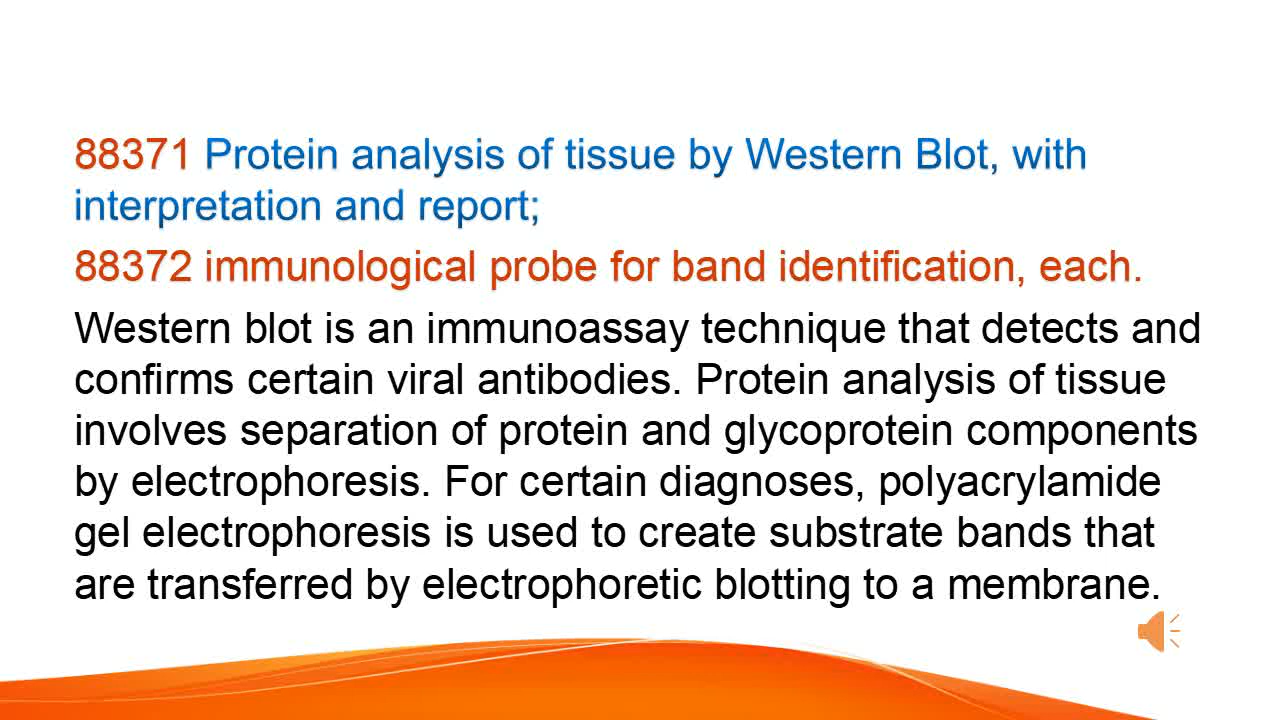 88371 Protein analysis of tissue by Western Blot, with
interpretation and report;
88372 immunological probe for band identification, each.
Western blot is an immunoassay technique that detects and
confirms certain viral antibodies. Protein analysis of tissue
involves separation of protein and glycoprotein components
by electrophoresis. For certain diagnoses, polyacrylamide
gel electrophoresis is used to create substrate bands that
are transferred by electrophoretic blotting to a membrane.